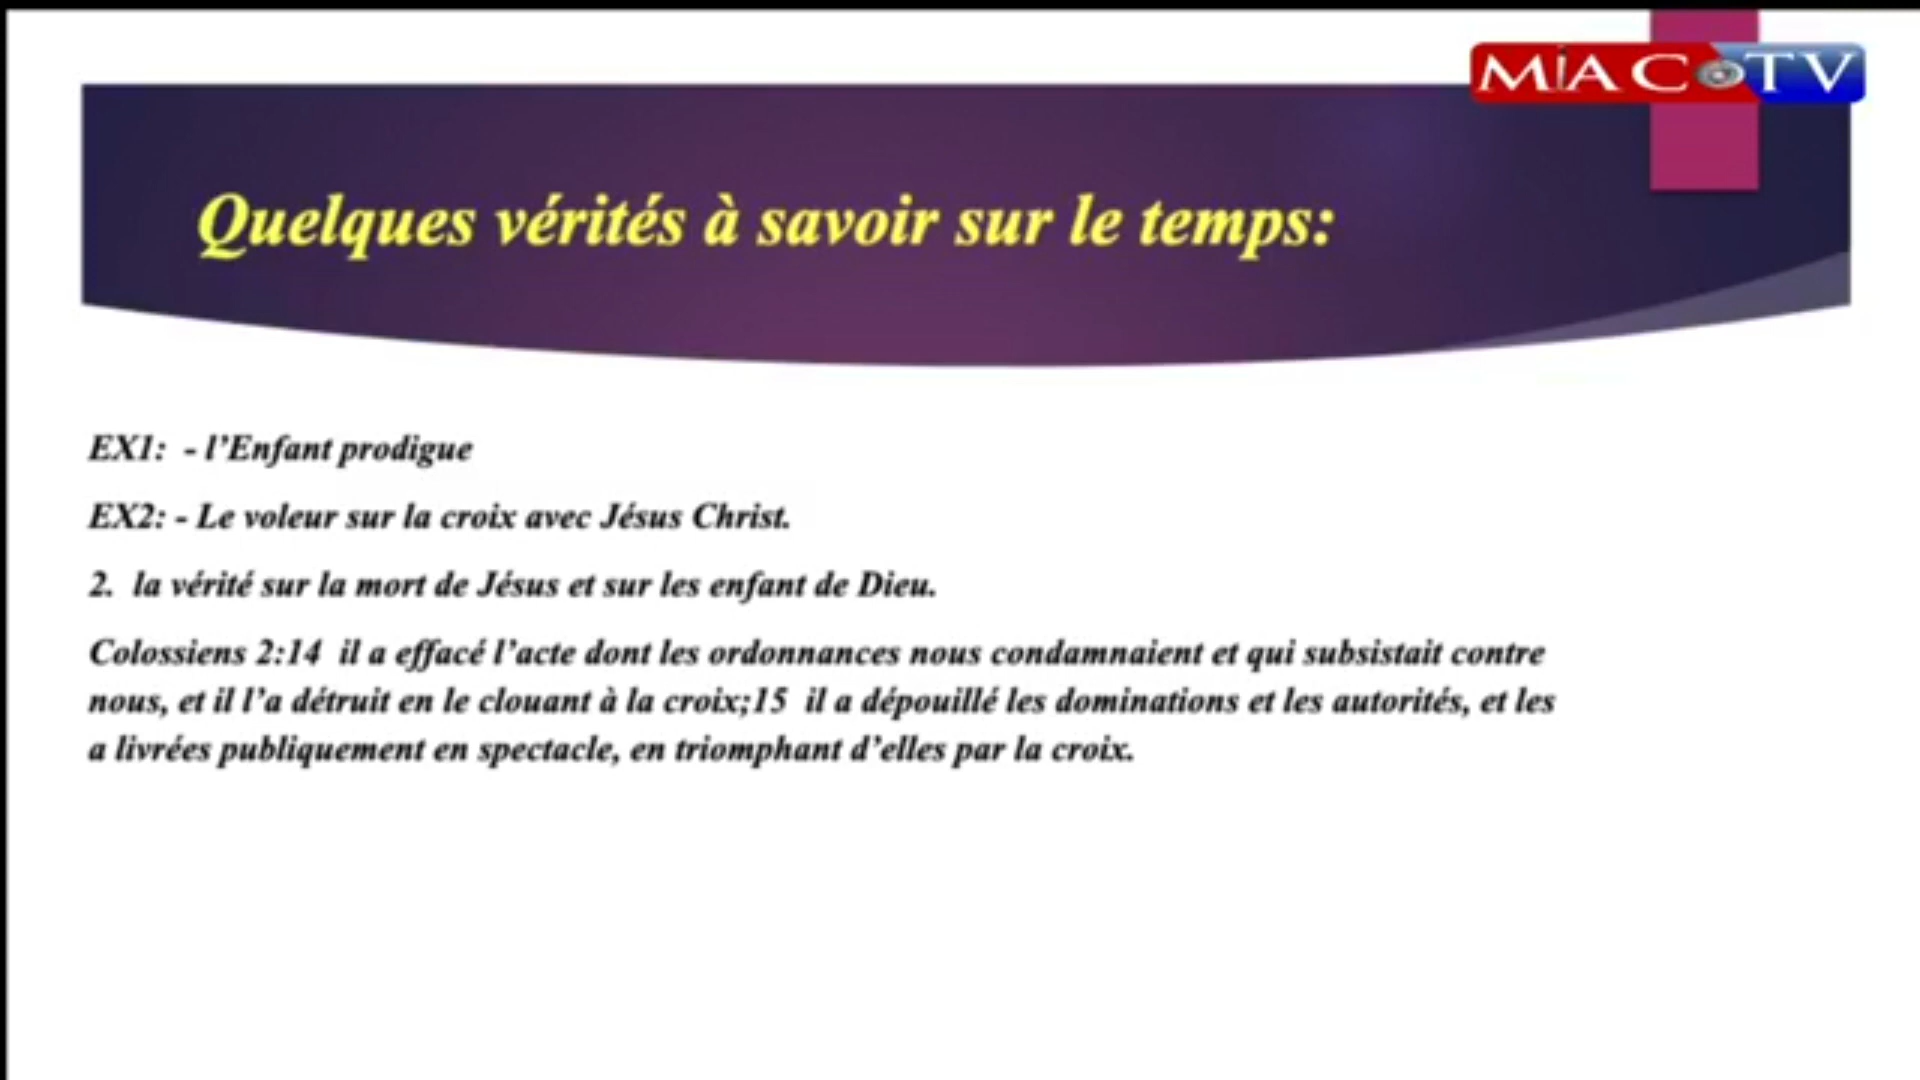 MiAC TV
Quelques vérités à savoir sur le temps:
EX1: - l’Enfant prodigue
EX2: - Le voleur sur la croix avec Jésus Christ.
2. la vérité sur la mort de Jésus et sur les enfant de Dieu.
Colossiens 2:14 il a effacé l’acte dont les ordonnances nous condamnaient et qui subsistait contre
nous, et il l’a détruit en le clouant à la croix;15 il a dépouillé les dominations et les autorités, et les
a livrées publiquement en spectacle, en triomphant d’elles par la croix.